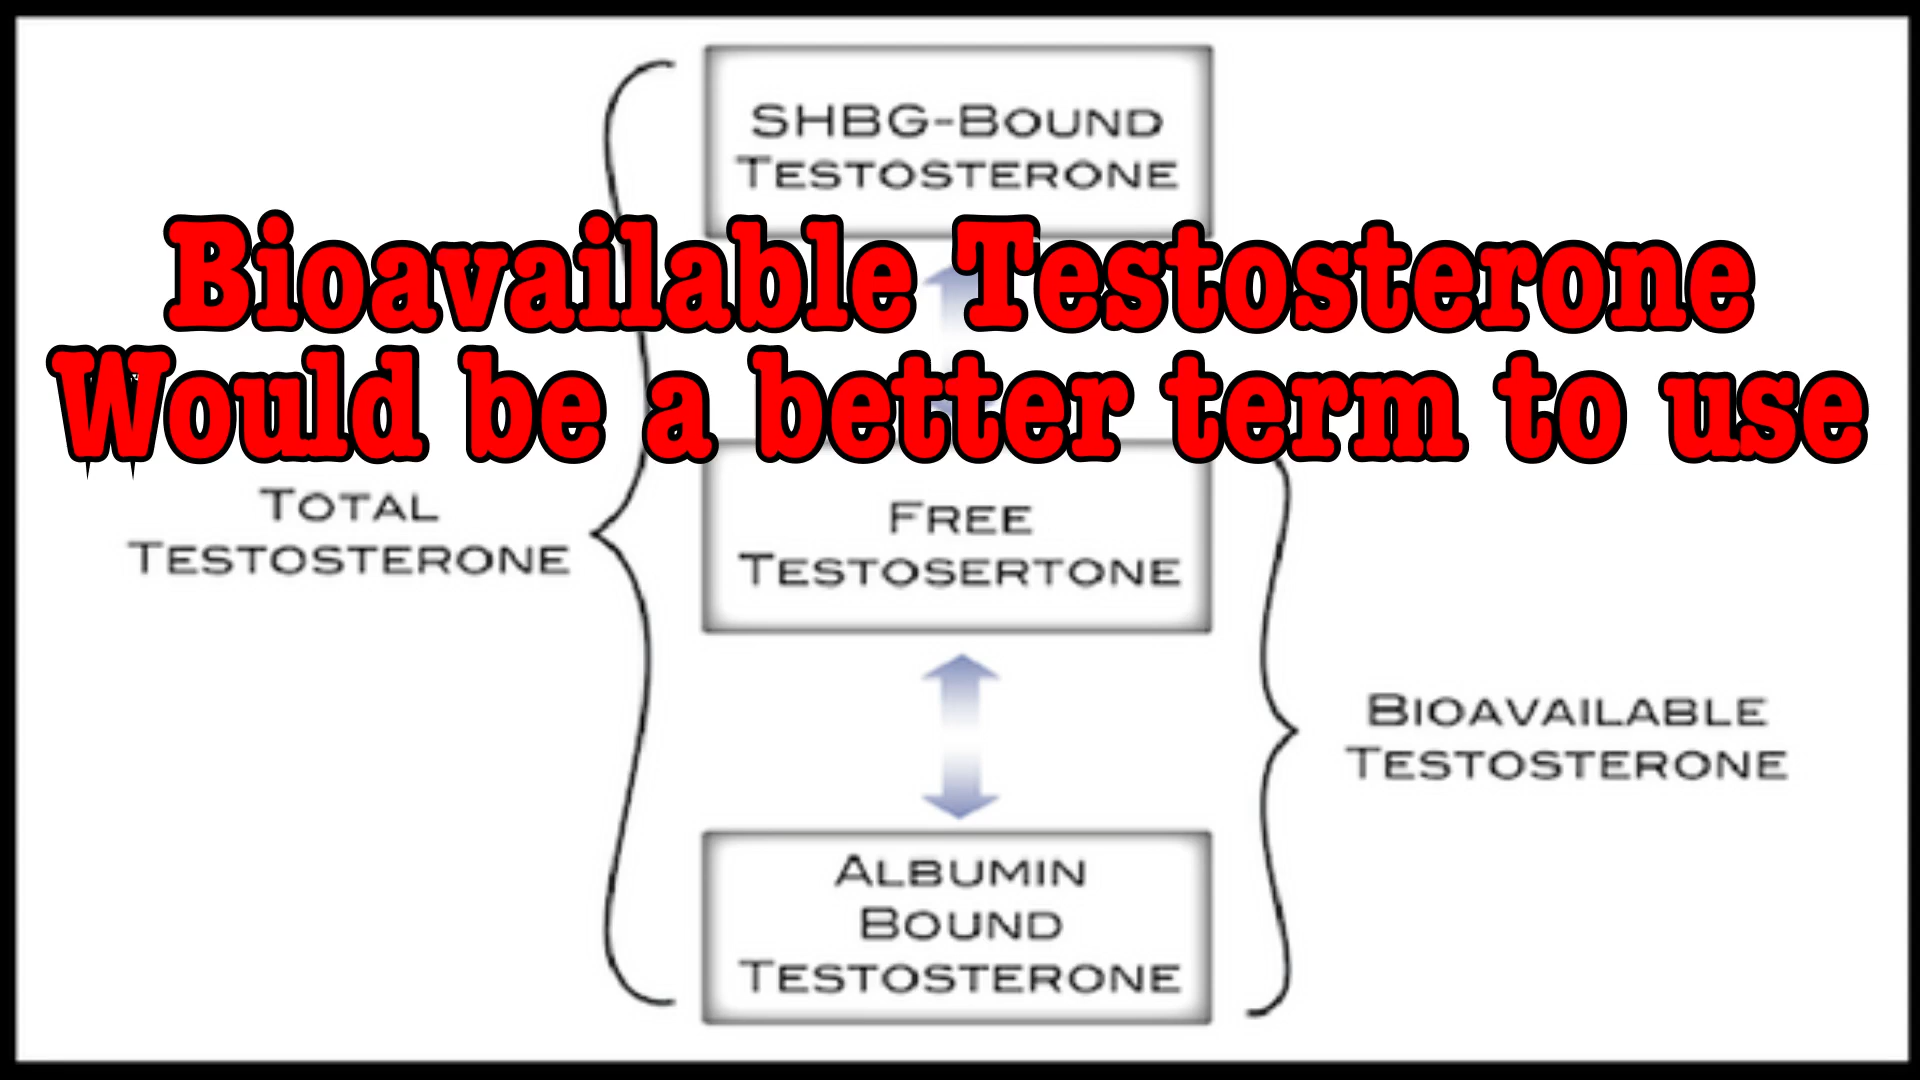 SHBG-BOUND
TESTOSTERONE
Bioavailable Testosterone
Would be a better term to use
TOTAL
TESTOSTERONE
FREE
TESTOSERTONE
BIOAVAILABLE
TESTOSTERONE
ALBUMIN
BOUND
TESTOSTERONE